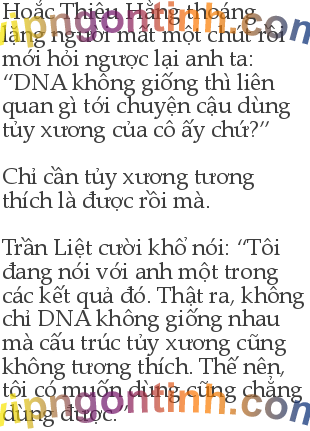 Hoắc Thiệu Hằng thoáng
lặng người mất một chút rồi
mới hỏi ngược lại anh ta:
“DNA không giống thì liên
quan gì tới chuyện cậu dùng
tủy xương của cô ấy chứ?”
Chỉ cần tủy xương tương
thích là được rồi mà.
Trần Liệt cười khổ nói: “Tôi
đang nói với anh một trong
các kết quả đó. Thật ra, không
chỉ DNA không giống nhau
mà cấu trúc tủy xương cũng
không tương thích. Thế nên,
tôi có muốn dùng cũng chẳng
dùng được.”
vipngontinh.com
vipngontinh.com